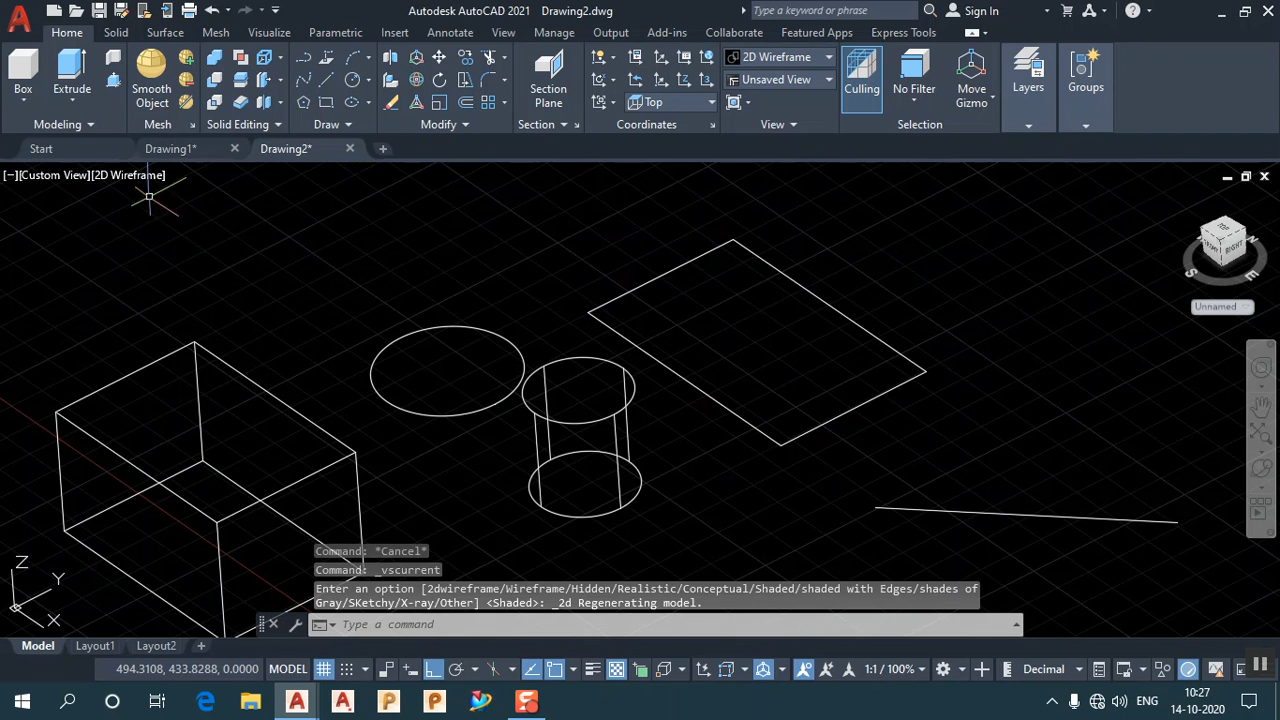 Autodesk AutoCAD 2021 Drawing2.dwg
Type a keyword or phrase
Sign In
Home Solid Surface Mesh Visualize Parametric Insert Annotate View Manage Output Add-ins Collaborate Featured Apps Express Tools
2D Wireframe
Unsaved View
Top
Box
Extrude
Smooth Object
Section Plane
Culling
No Filter
Move Gizmo
Layers
Groups
Modeling
Mesh
Solid Editing
Draw
Modify
Section
Coordinates
View
Selection
Start
Drawing1*
Drawing2*
[−][Custom View][2D Wireframe]
TOP
RIGHT
N
S
E
Unnamed
Z
Y
X
Command: *Cancel*
Command: _vscurrent
Enter an option [2dwireframe/Wireframe/Hidden/Realistic/Conceptual/Shaded/shaded with Edges/shades of
Gray/SKetchy/X-ray/Other] <Shaded>: _2d Regenerating model.
Type a command
Model Layout1 Layout2
494.3108, 433.8288, 0.0000 MODEL
1:1 / 100%
Decimal
ENG
10:27
14-10-2020